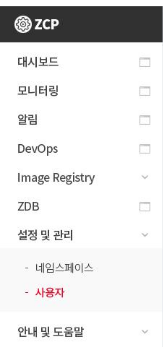 ZCP
대시보드
모니터링
알림
DevOps
Image Registry
ZDB
설정 및 관리
- 네임스페이스
- 사용자
안내 및 도움말